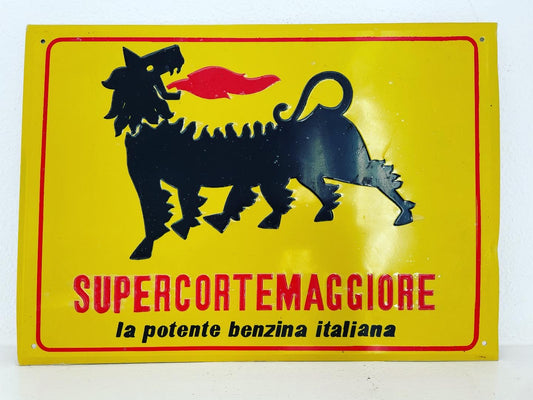 SUPERCORTEMAGGIORE
la potente benzina italiana